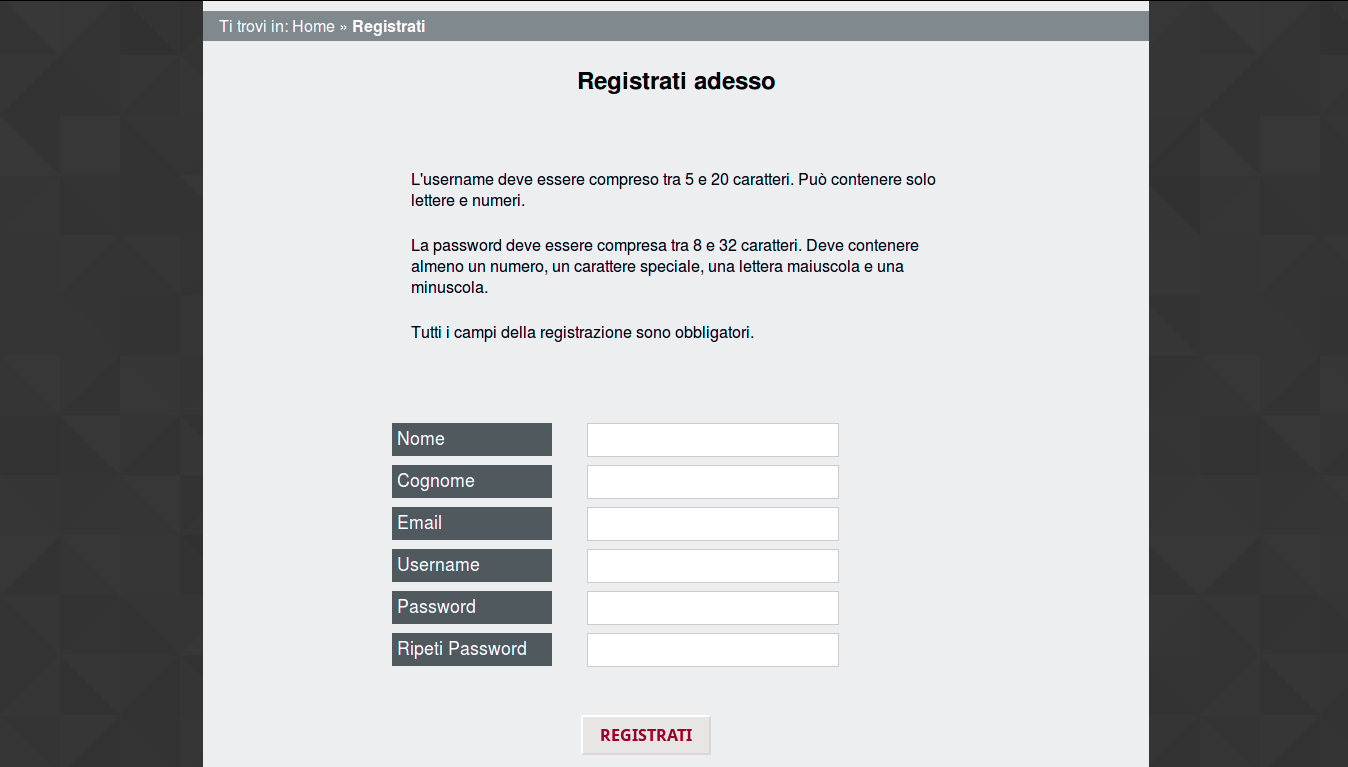 Ti trovi in: Home » Registrati
Registrati adesso
L'username deve essere compreso tra 5 e 20 caratteri. Può contenere solo
lettere e numeri.
La password deve essere compresa tra 8 e 32 caratteri. Deve contenere
almeno un numero, un carattere speciale, una lettera maiuscola e una
minuscola.
Tutti i campi della registrazione sono obbligatori.
Nome
Cognome
Email
Username
Password
Ripeti Password
REGISTRATI